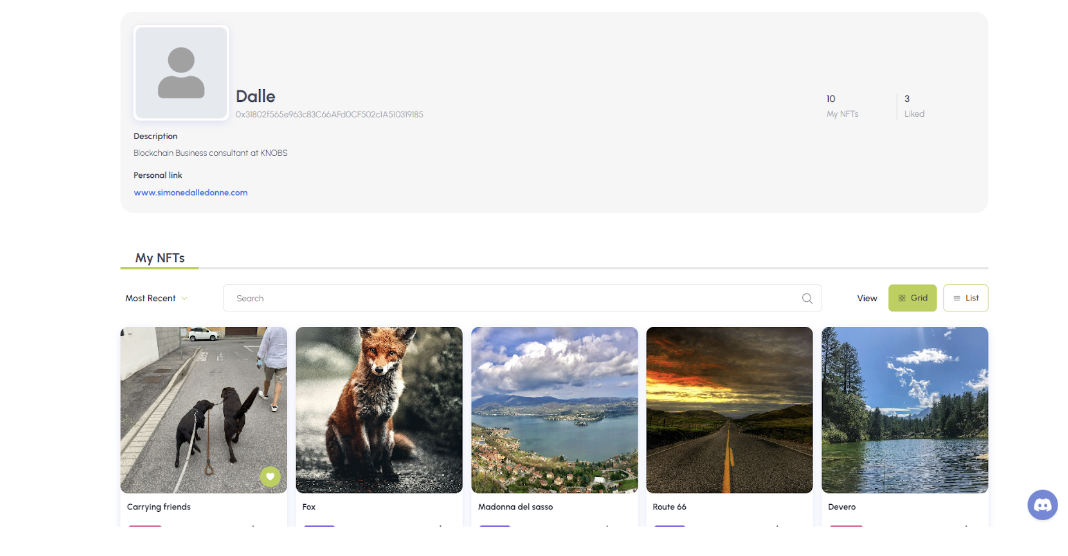 Dalle
0x31802f565e963c83C66AFd0CF502c1A510319185
10
My NFTs
3
Liked
Description
Blockchain Business consultant at KNOBS
Personal link
www.simonedalledonne.com
My NFTs
Most Recent
Search
View
Grid
List
Carrying friends
Fox
Madonna del sasso
Route 66
Devero